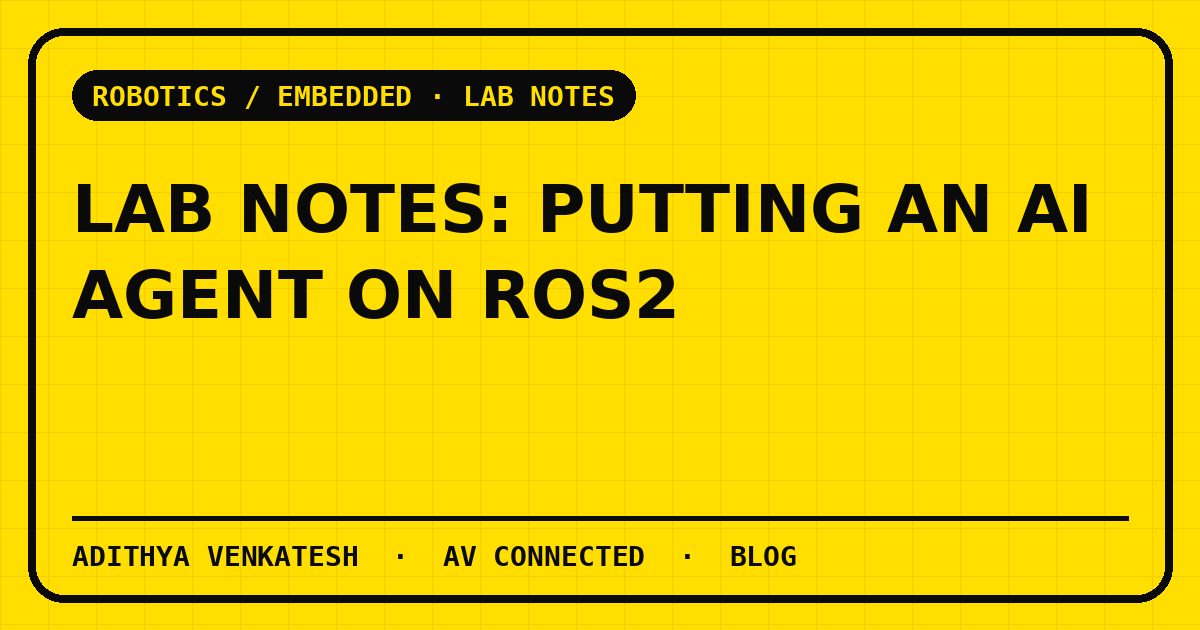 ROBOTICS / EMBEDDED · LAB NOTES
LAB NOTES: PUTTING AN AI
AGENT ON ROS2
ADITHYA VENKATESH · AV CONNECTED · BLOG